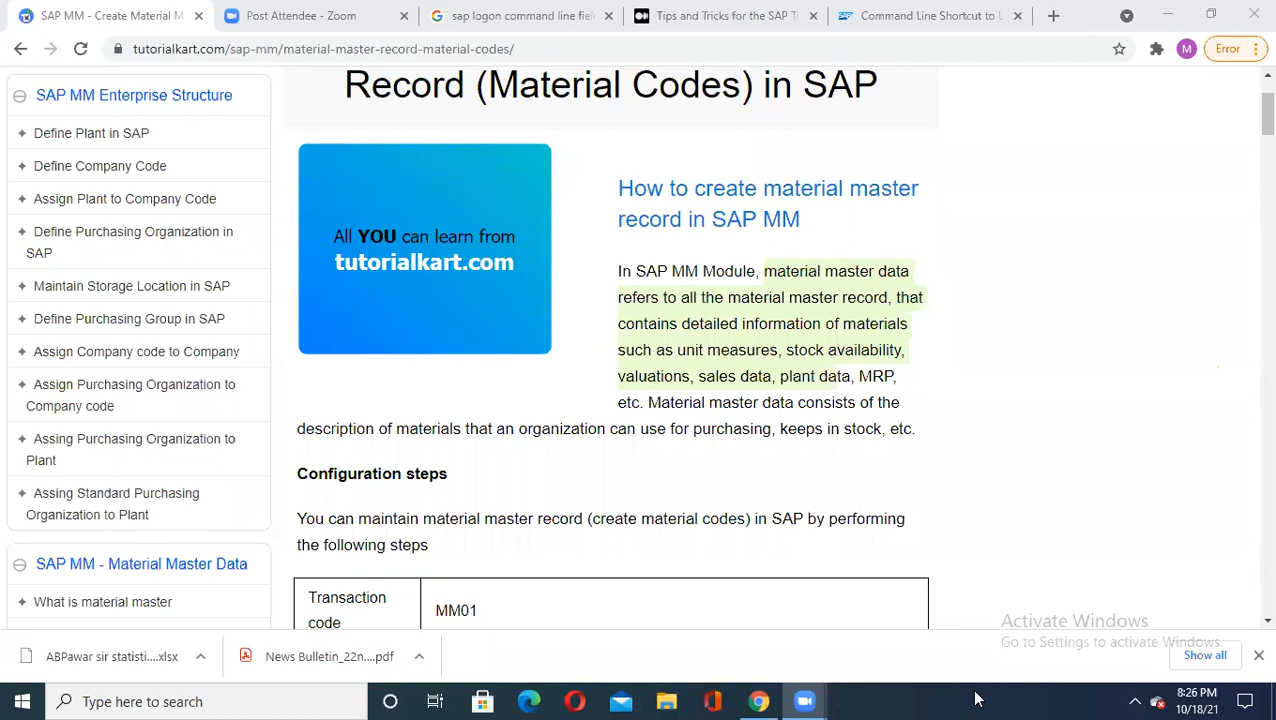 SAP MM - Create Material M
Post Attendee - Zoom
sap logon command line fiel
Tips and Tricks for the SAP T
Command Line Shortcut to L
tutorialkart.com/sap-mm/material-master-record-material-codes/
M
Error
SAP MM Enterprise Structure
Define Plant in SAP
Define Company Code
Assign Plant to Company Code
Define Purchasing Organization in
SAP
Maintain Storage Location in SAP
Define Purchasing Group in SAP
Assign Company code to Company
Assign Purchasing Organization to
Company code
Assing Purchasing Organization to
Plant
Assing Standard Purchasing
Organization to Plant
SAP MM - Material Master Data
What is material master
Record (Material Codes) in SAP
All YOU can learn from
tutorialkart.com
How to create material master
record in SAP MM
In SAP MM Module, material master data
refers to all the material master record, that
contains detailed information of materials
such as unit measures, stock availability,
valuations, sales data, plant data, MRP,
etc. Material master data consists of the
description of materials that an organization can use for purchasing, keeps in stock, etc.
Configuration steps
You can maintain material master record (create material codes) in SAP by performing
the following steps
Transaction
code
MM01
Activate Windows
Go to Settings to activate Windows.
ABPawar sir statisti....xlsx
News Bulletin_22n....pdf
Show all
Type here to search
8:26 PM
10/18/21